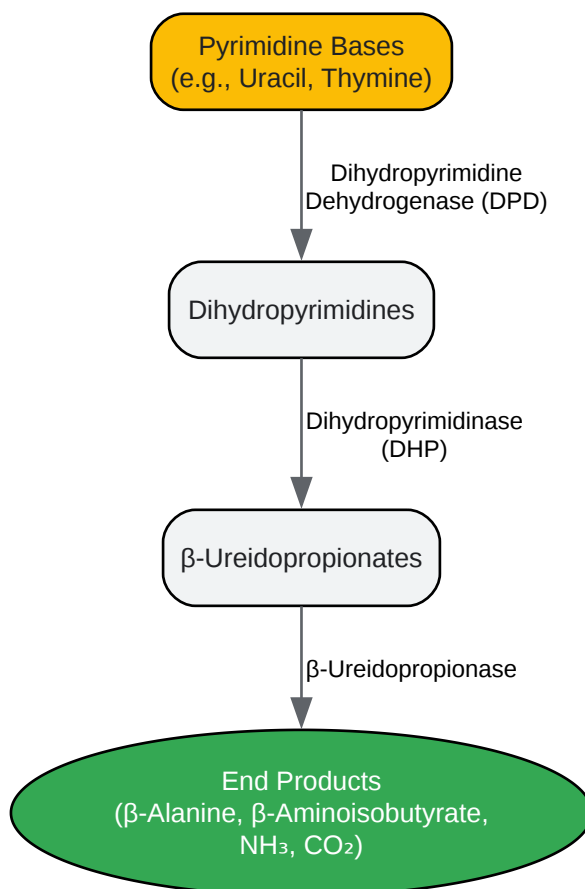 Pyrimidine Bases
(e.g., Uracil, Thymine)
Dihydropyrimidine
Dehydrogenase (DPD)
Dihydropyrimidines
Dihydropyrimidinase
(DHP)
β-Ureidopropionates
β-Ureidopropionase
End Products
(β-Alanine, β-Aminoisobutyrate,
NH₃, CO₂)